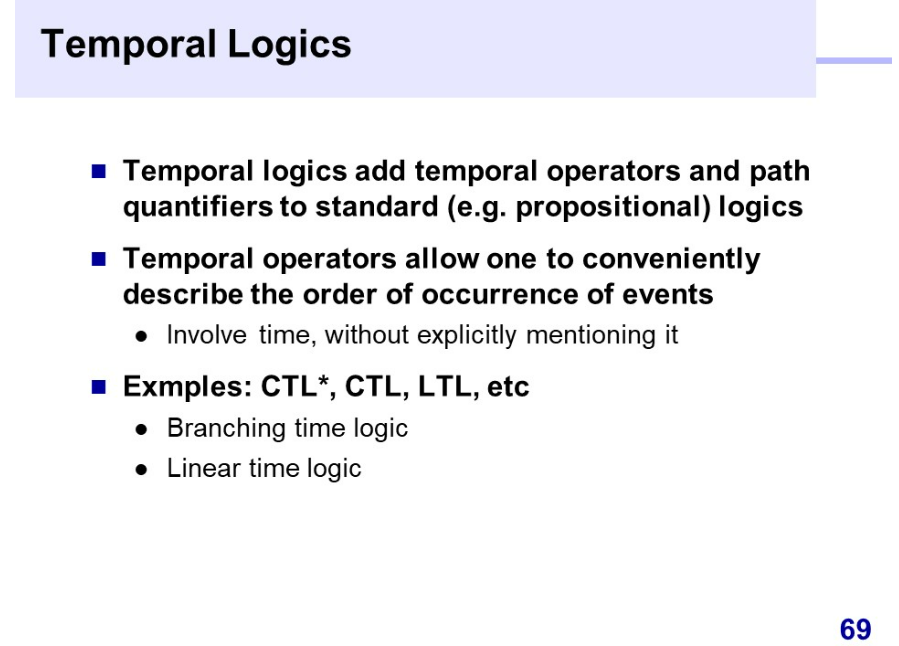 Temporal Logics
Temporal logics add temporal operators and path
quantifiers to standard (e.g. propositional) logics
Temporal operators allow one to conveniently
describe the order of occurrence of events
Involve time, without explicitly mentioning it
Exmples: CTL*, CTL, LTL, etc
Branching time logic
Linear time logic
69